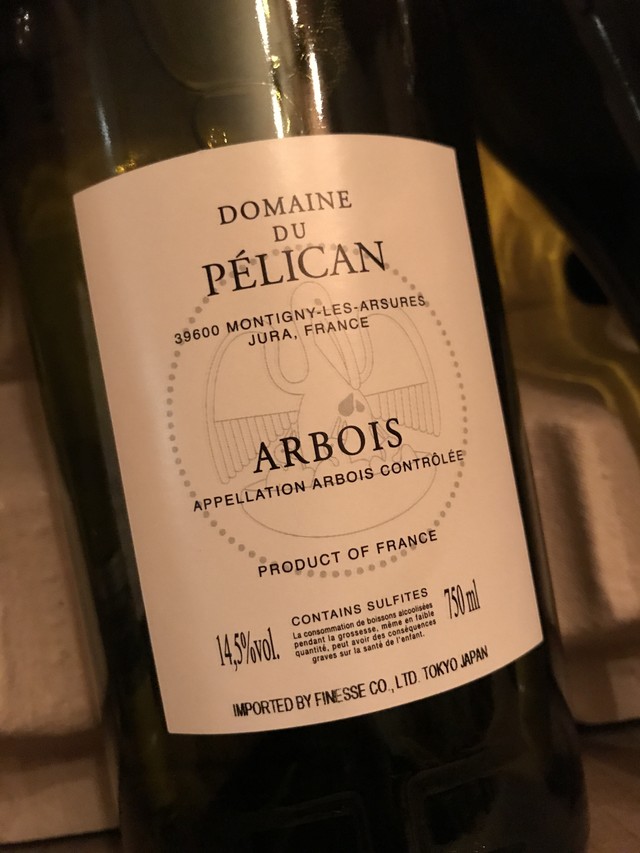 DOMAINE
DU
PÉLICAN
39600 MONTIGNY-LES-ARSURES
JURA, FRANCE
ARBOIS
APPELLATION ARBOIS CONTRÔLÉE
PRODUCT OF FRANCE
14,5%vol.
CONTAINS SULFITES
La consommation de boissons alcoolisées
pendant la grossesse, même en faible
quantité, peut avoir des conséquences
graves sur la santé de l'enfant.
750 ml
IMPORTED BY FINESSE CO., LTD. TOKYO JAPAN